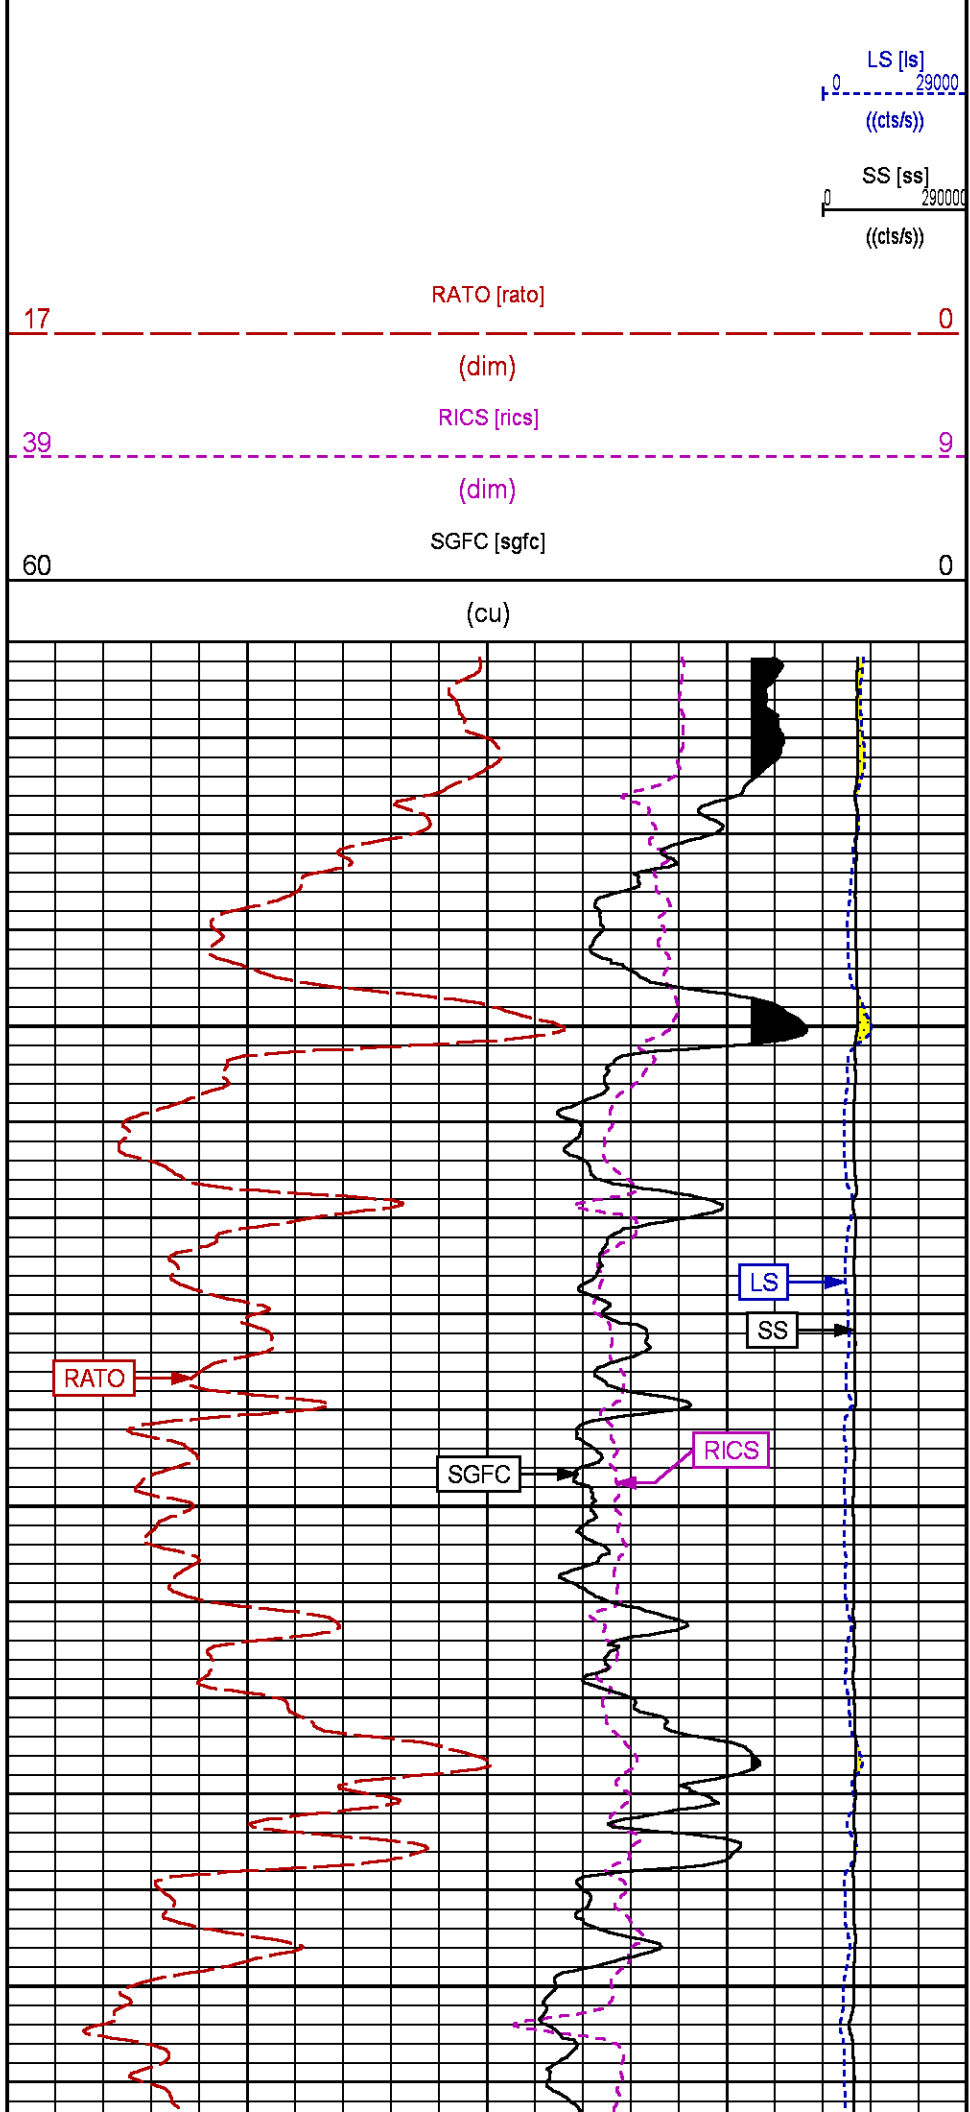 LS [ls]
0 29000
((cts/s))
SS [ss]
0 290000
((cts/s))
RATO [rato]
17 0
(dim)
RICS [rics]
39 9
(dim)
SGFC [sgfc]
60 0
(cu)
LS
SS
RATO
RICS
SGFC